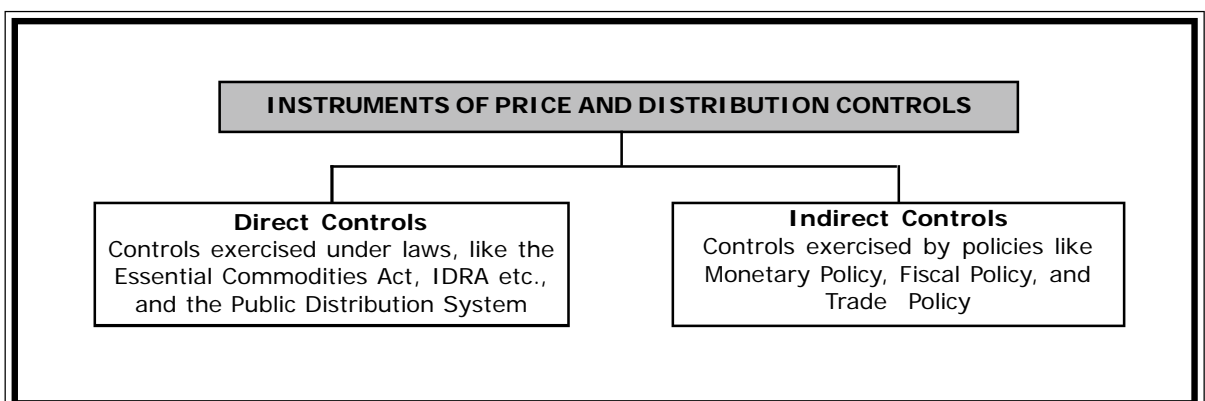 INSTRUMENTS OF PRICE AND DISTRIBUTION CONTROLS
Direct Controls
Controls exercised under laws, like the
Essential Commodities Act, IDRA etc.,
and the Public Distribution System
Indirect Controls
Controls exercised by policies like
Monetary Policy, Fiscal Policy, and
Trade Policy